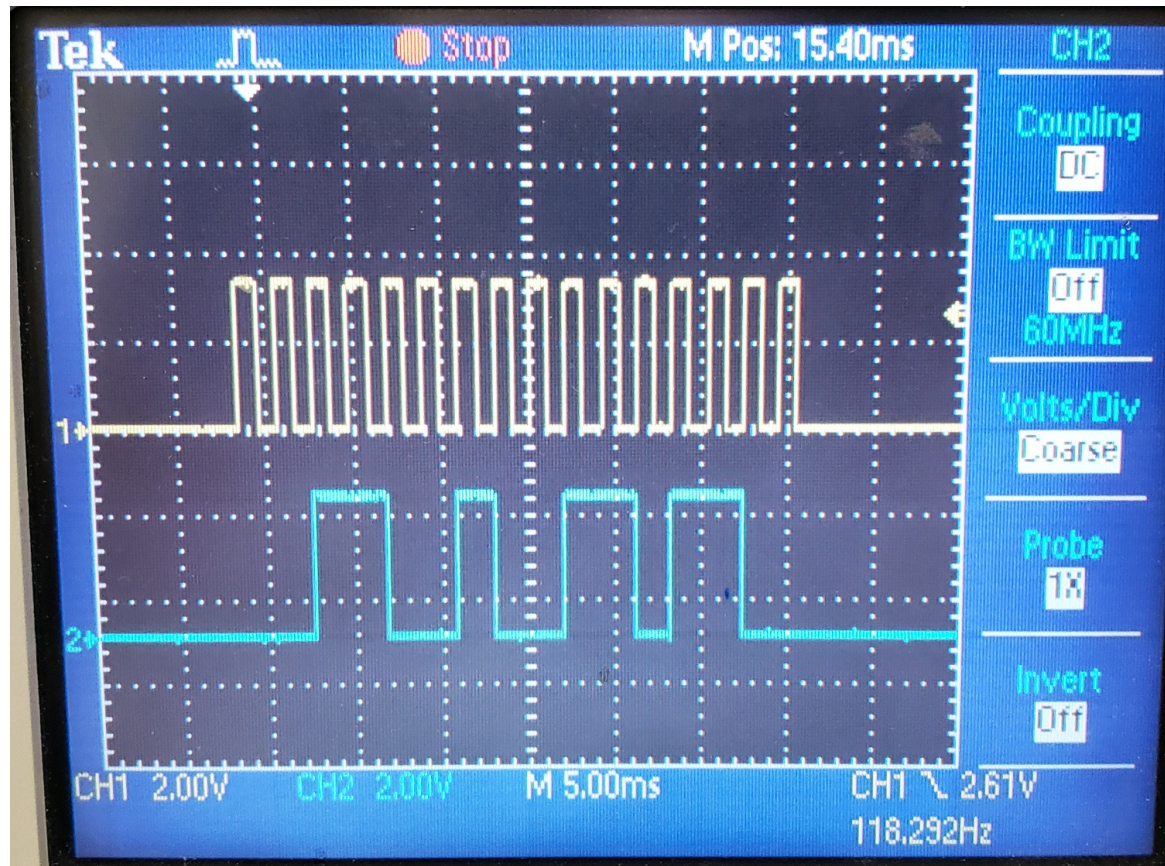 Tek Stop M Pos: 15.40ms CH2
Coupling
DC
BW Limit
Off
60MHz
Volts/Div
Coarse
Probe
1X
Invert
Off
1
2
CH1 2.00V CH2 2.00V M 5.00ms CH1 2.61V
118.292Hz